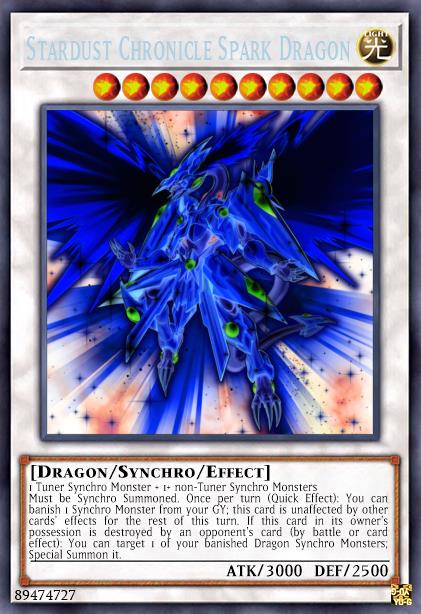 STARDUST CHRONICLE SPARK DRAGON
LIGHT
光
[DRAGON/SYNCHRO/EFFECT]
1 Tuner Synchro Monster + 1+ non-Tuner Synchro Monsters
Must be Synchro Summoned. Once per turn (Quick Effect): You can
banish 1 Synchro Monster from your GY; this card is unaffected by other
cards' effects for the rest of this turn. If this card in its owner's
possession is destroyed by an opponent's card (by battle or card
effect): You can target 1 of your banished Dragon Synchro Monsters;
Special Summon it.
ATK/3000 DEF/2500
89474727